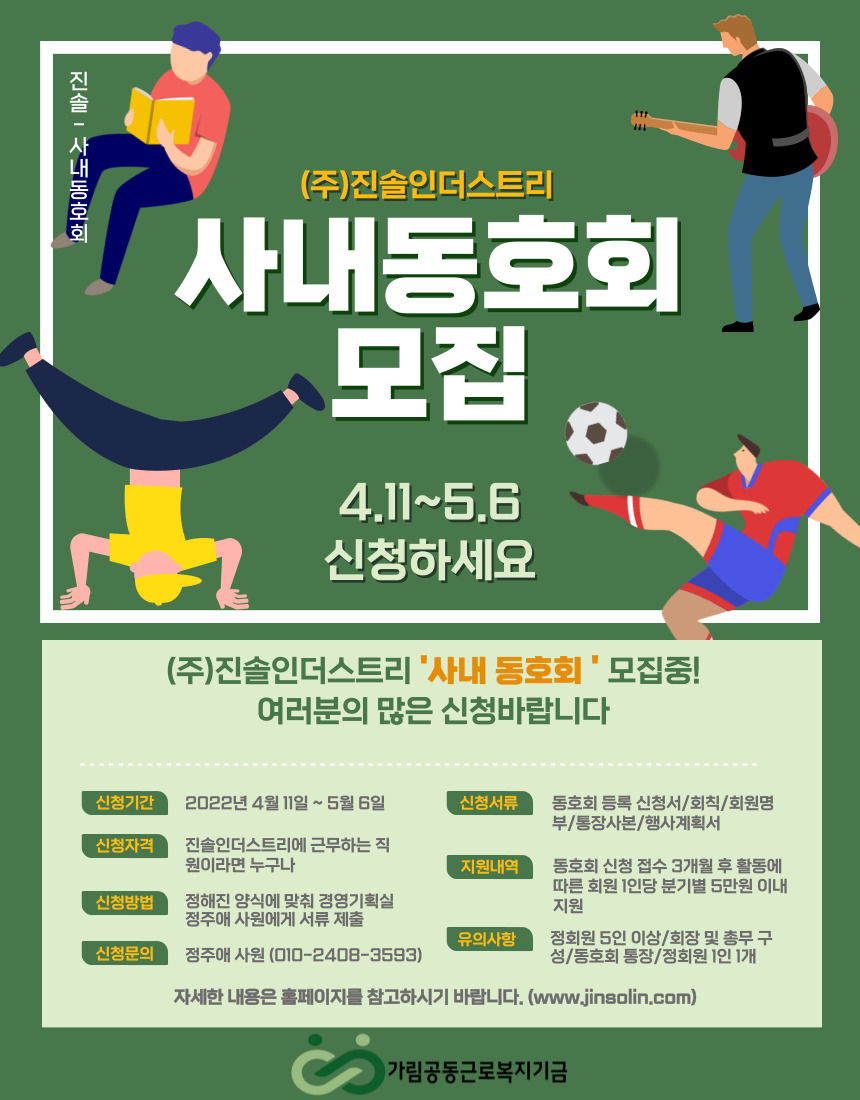 진솔 - 사내동호회
(주)진솔인더스트리
사내동호회
모집
4.11~5.6
신청하세요
(주)진솔인더스트리 '사내 동호회 ' 모집중!
여러분의 많은 신청바랍니다
신청기간 2022년 4월 11일 ~ 5월 6일
신청자격 진솔인더스트리에 근무하는 직
원이라면 누구나
신청방법 정해진 양식에 맞춰 경영기획실
정주애 사원에게 서류 제출
신청문의 정주애 사원 (010-2408-3593)
신청서류 동호회 등록 신청서/회칙/회원명
부/통장사본/행사계획서
지원내역 동호회 신청 접수 3개월 후 활동에
따른 회원 1인당 분기별 5만원 이내
지원
유의사항 정회원 5인 이상/회장 및 총무 구
성/동호회 통장/정회원 1인 1개
자세한 내용은 홈페이지를 참고하시기 바랍니다. (www.jinsolin.com)
가림공동근로복지기금